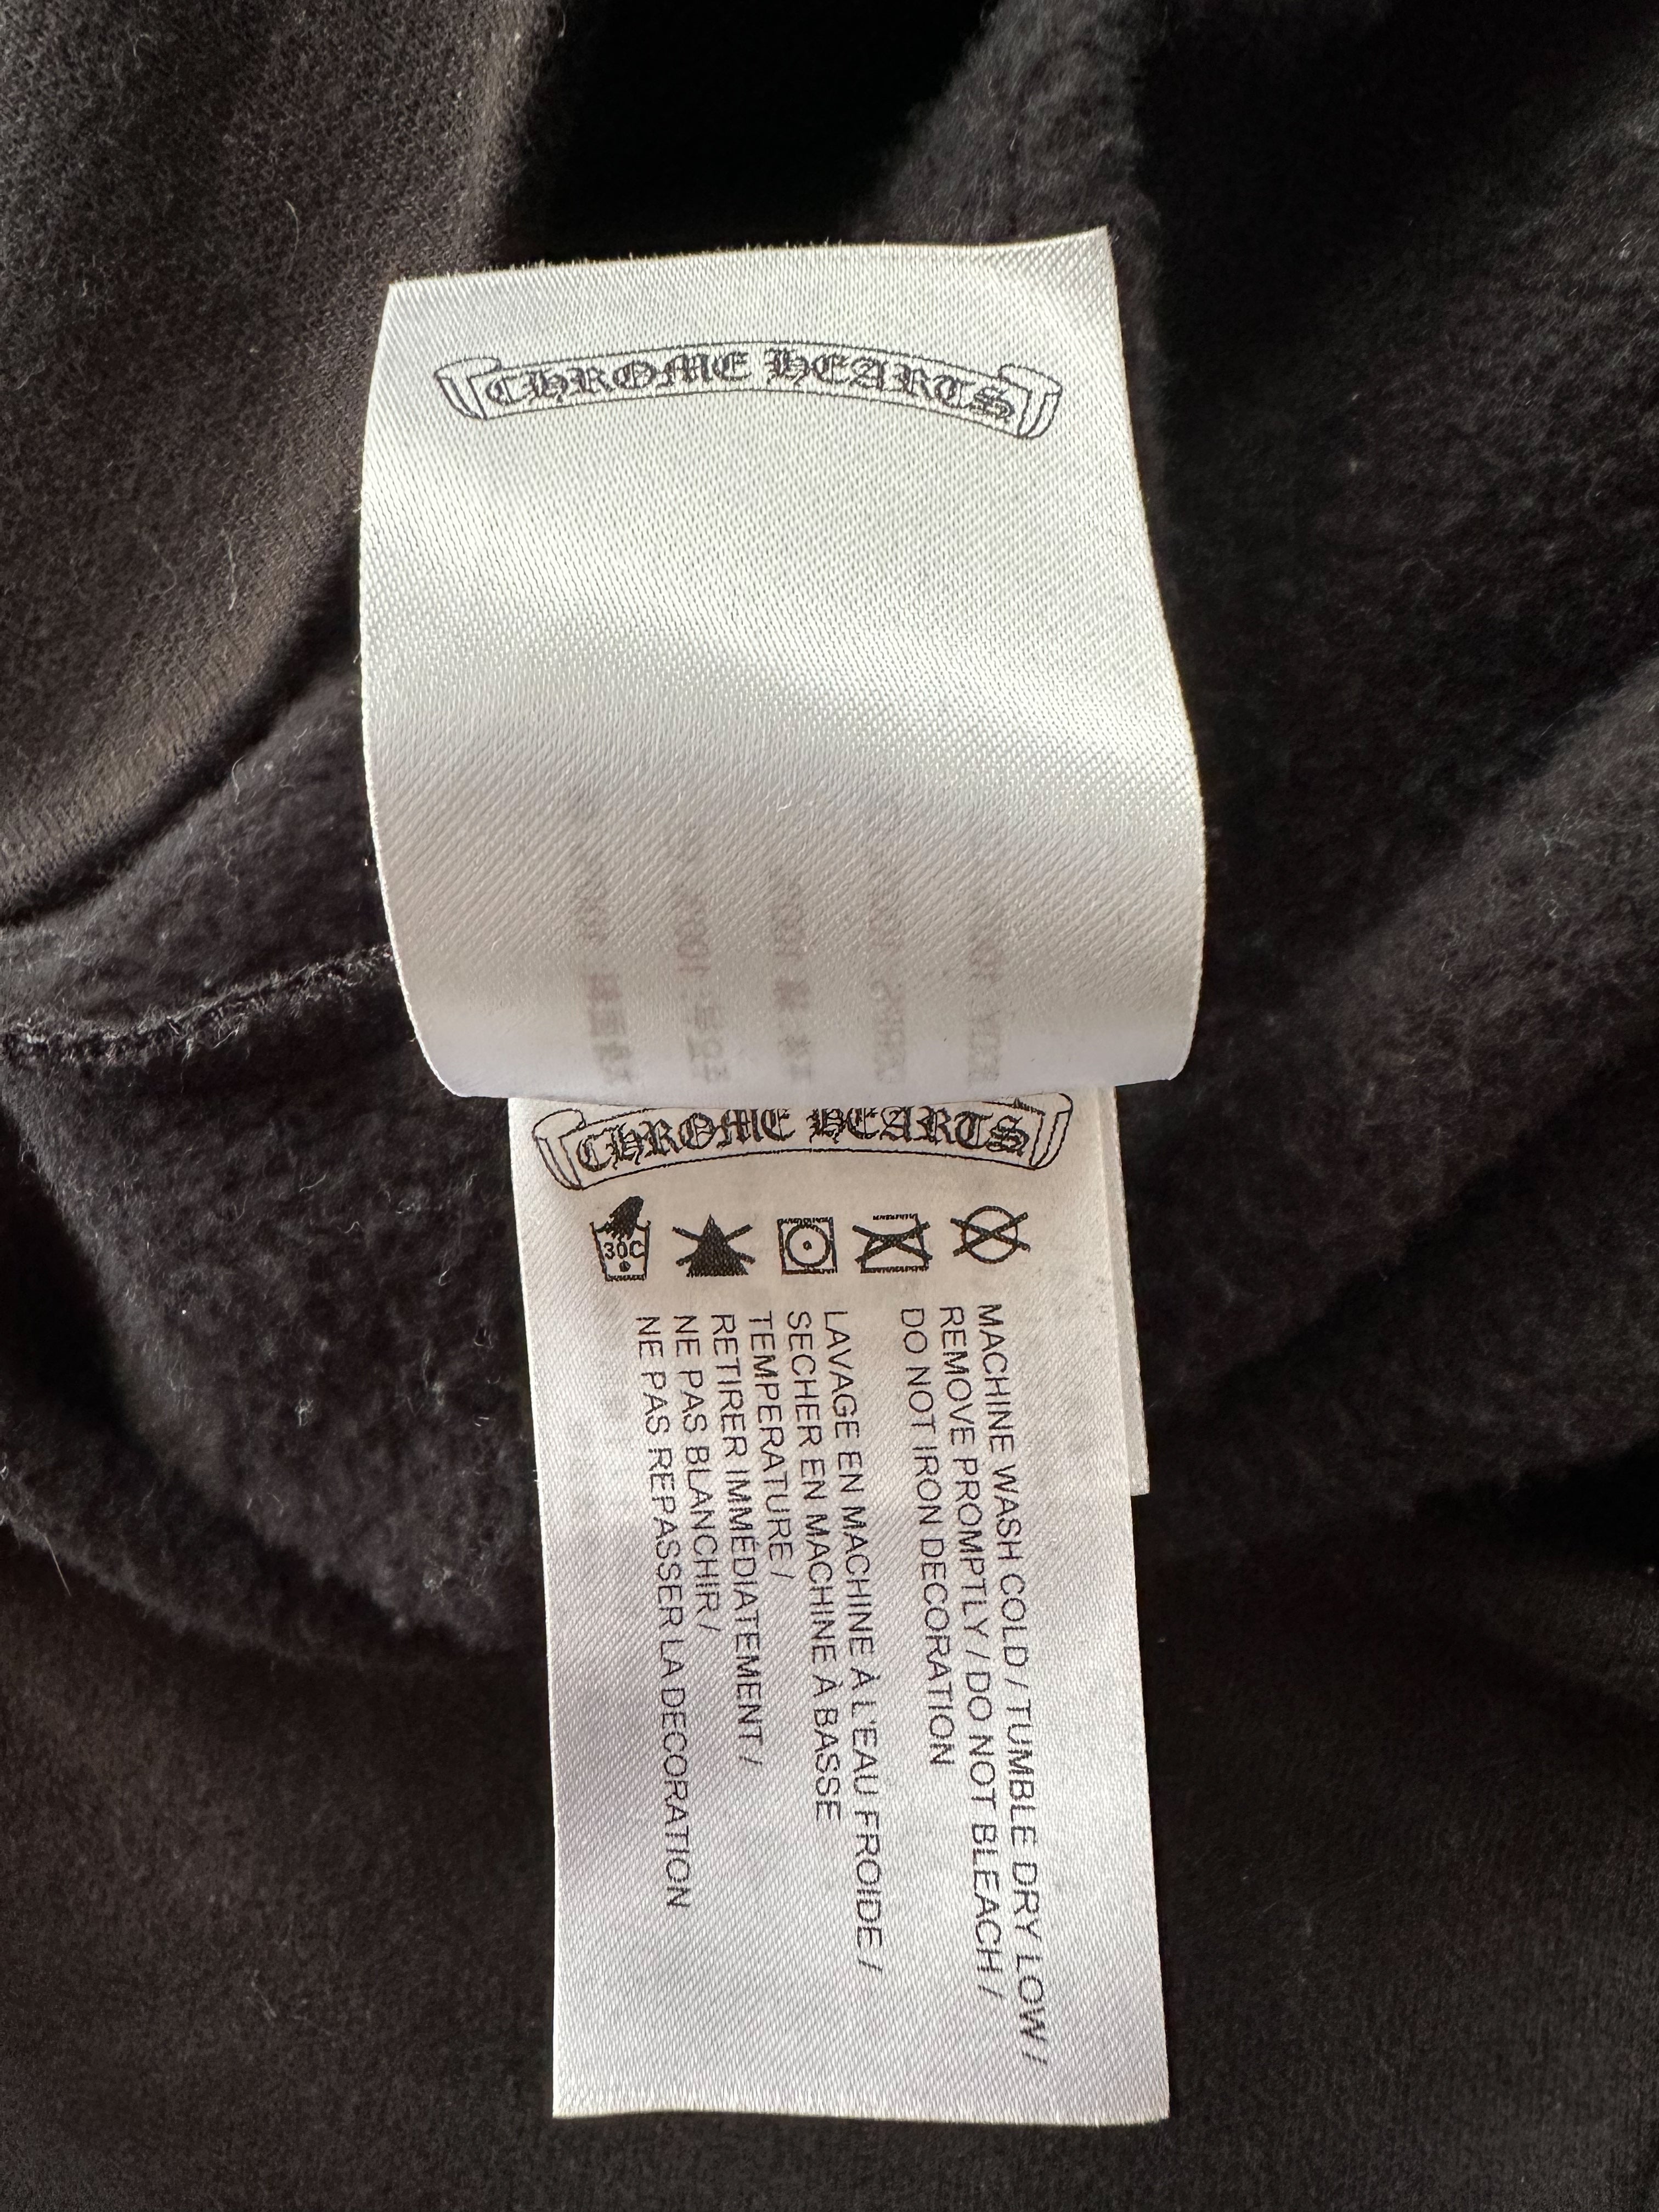 CHROME HEARTS
CHROME HEARTS
30C
MACHINE WASH COLD / TUMBLE DRY LOW /
REMOVE PROMPTLY / DO NOT BLEACH /
DO NOT IRON DECORATION
LAVAGE EN MACHINE À L'EAU FROIDE /
SECHER EN MACHINE À BASSE
TEMPERATURE /
RETIRER IMMÉDIATEMENT /
NE PAS BLANCHIR /
NE PAS REPASSER LA DECORATION